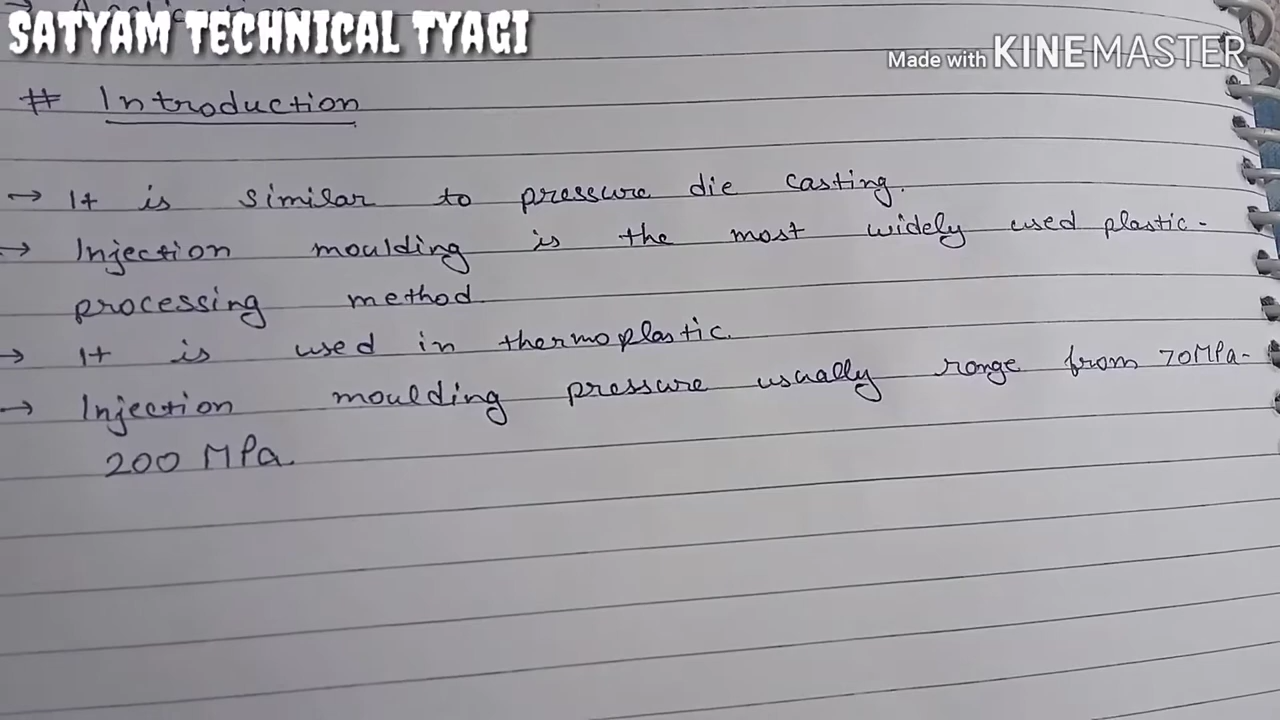 SATYAM TECHNICAL TYAGI
Made with KINEMASTER
# Introduction
→ It is similar to pressure die casting.
→ Injection moulding is the most widely used plastic-
processing method.
→ It is used in thermoplastic.
→ Injection moulding pressure usually range from 70MPa-
200 MPa.